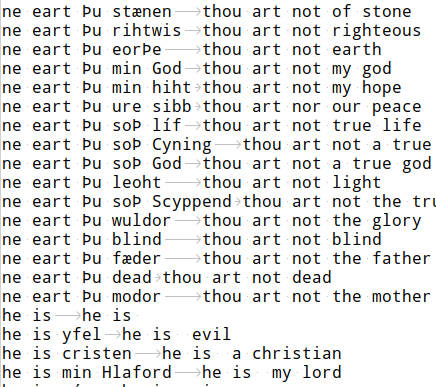 ne eart Þu stænen	thou art not of stone
ne eart Þu rihtwis	thou art not righteous
ne eart Þu eorÞe	thou art not earth
ne eart Þu min God	thou art not my god
ne eart Þu min hiht	thou art not my hope
ne eart Þu ure sibb	thou art nor our peace
ne eart Þu soÞ líf	thou art not true life
ne eart Þu soÞ Cyning	thou art not a true
ne eart Þu soÞ God	thou art not a true god
ne eart Þu leoht	thou art not light
ne eart Þu soÞ Scyppend	thou art not the
ne eart Þu wuldor	thou art not the glory
ne eart Þu blind	thou art not blind
ne eart Þu fæder	thou art not the father
ne eart Þu dead	thou art not dead
ne eart Þu modor	thou art not the mother
he is	he is
he is yfel	he is  evil
he is cristen	he is  a christian
he is min Hlaford	he is  my lord